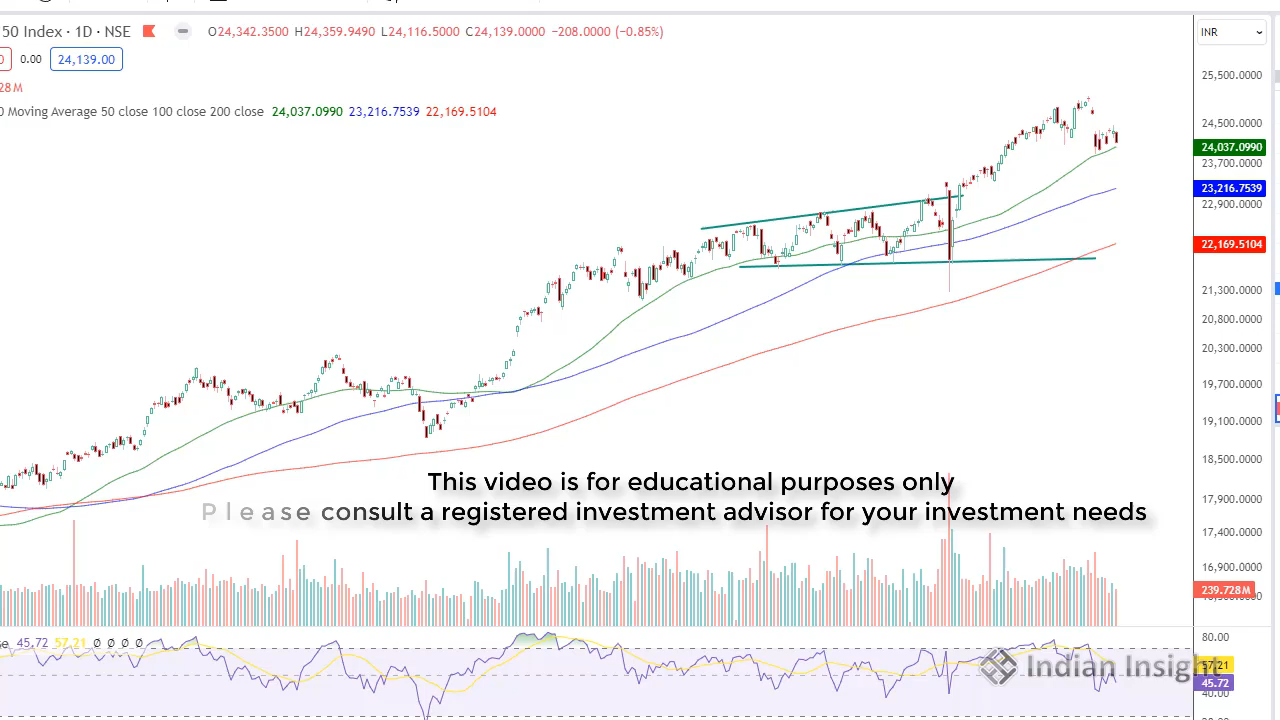 50 Index · 1D · NSE O24,342.3500 H24,359.9490 L24,116.5000 C24,139.0000 −208.0000 (−0.85%)
0.00 24,139.00
28 M
0 Moving Average 50 close 100 close 200 close 24,037.0990 23,216.7539 22,169.5104
INR
25,500.0000
24,500.0000
24,037.0990
23,700.0000
23,216.7539
22,900.0000
22,169.5104
21,300.0000
20,800.0000
20,300.0000
19,700.0000
19,100.0000
18,500.0000
17,900.0000
17,400.0000
16,900.0000
239.728M
This video is for educational purposes only
Please consult a registered investment advisor for your investment needs
se 45.72 57.21 Ø Ø Ø Ø
80.00
57.21
45.72
40.00
Indian Insight